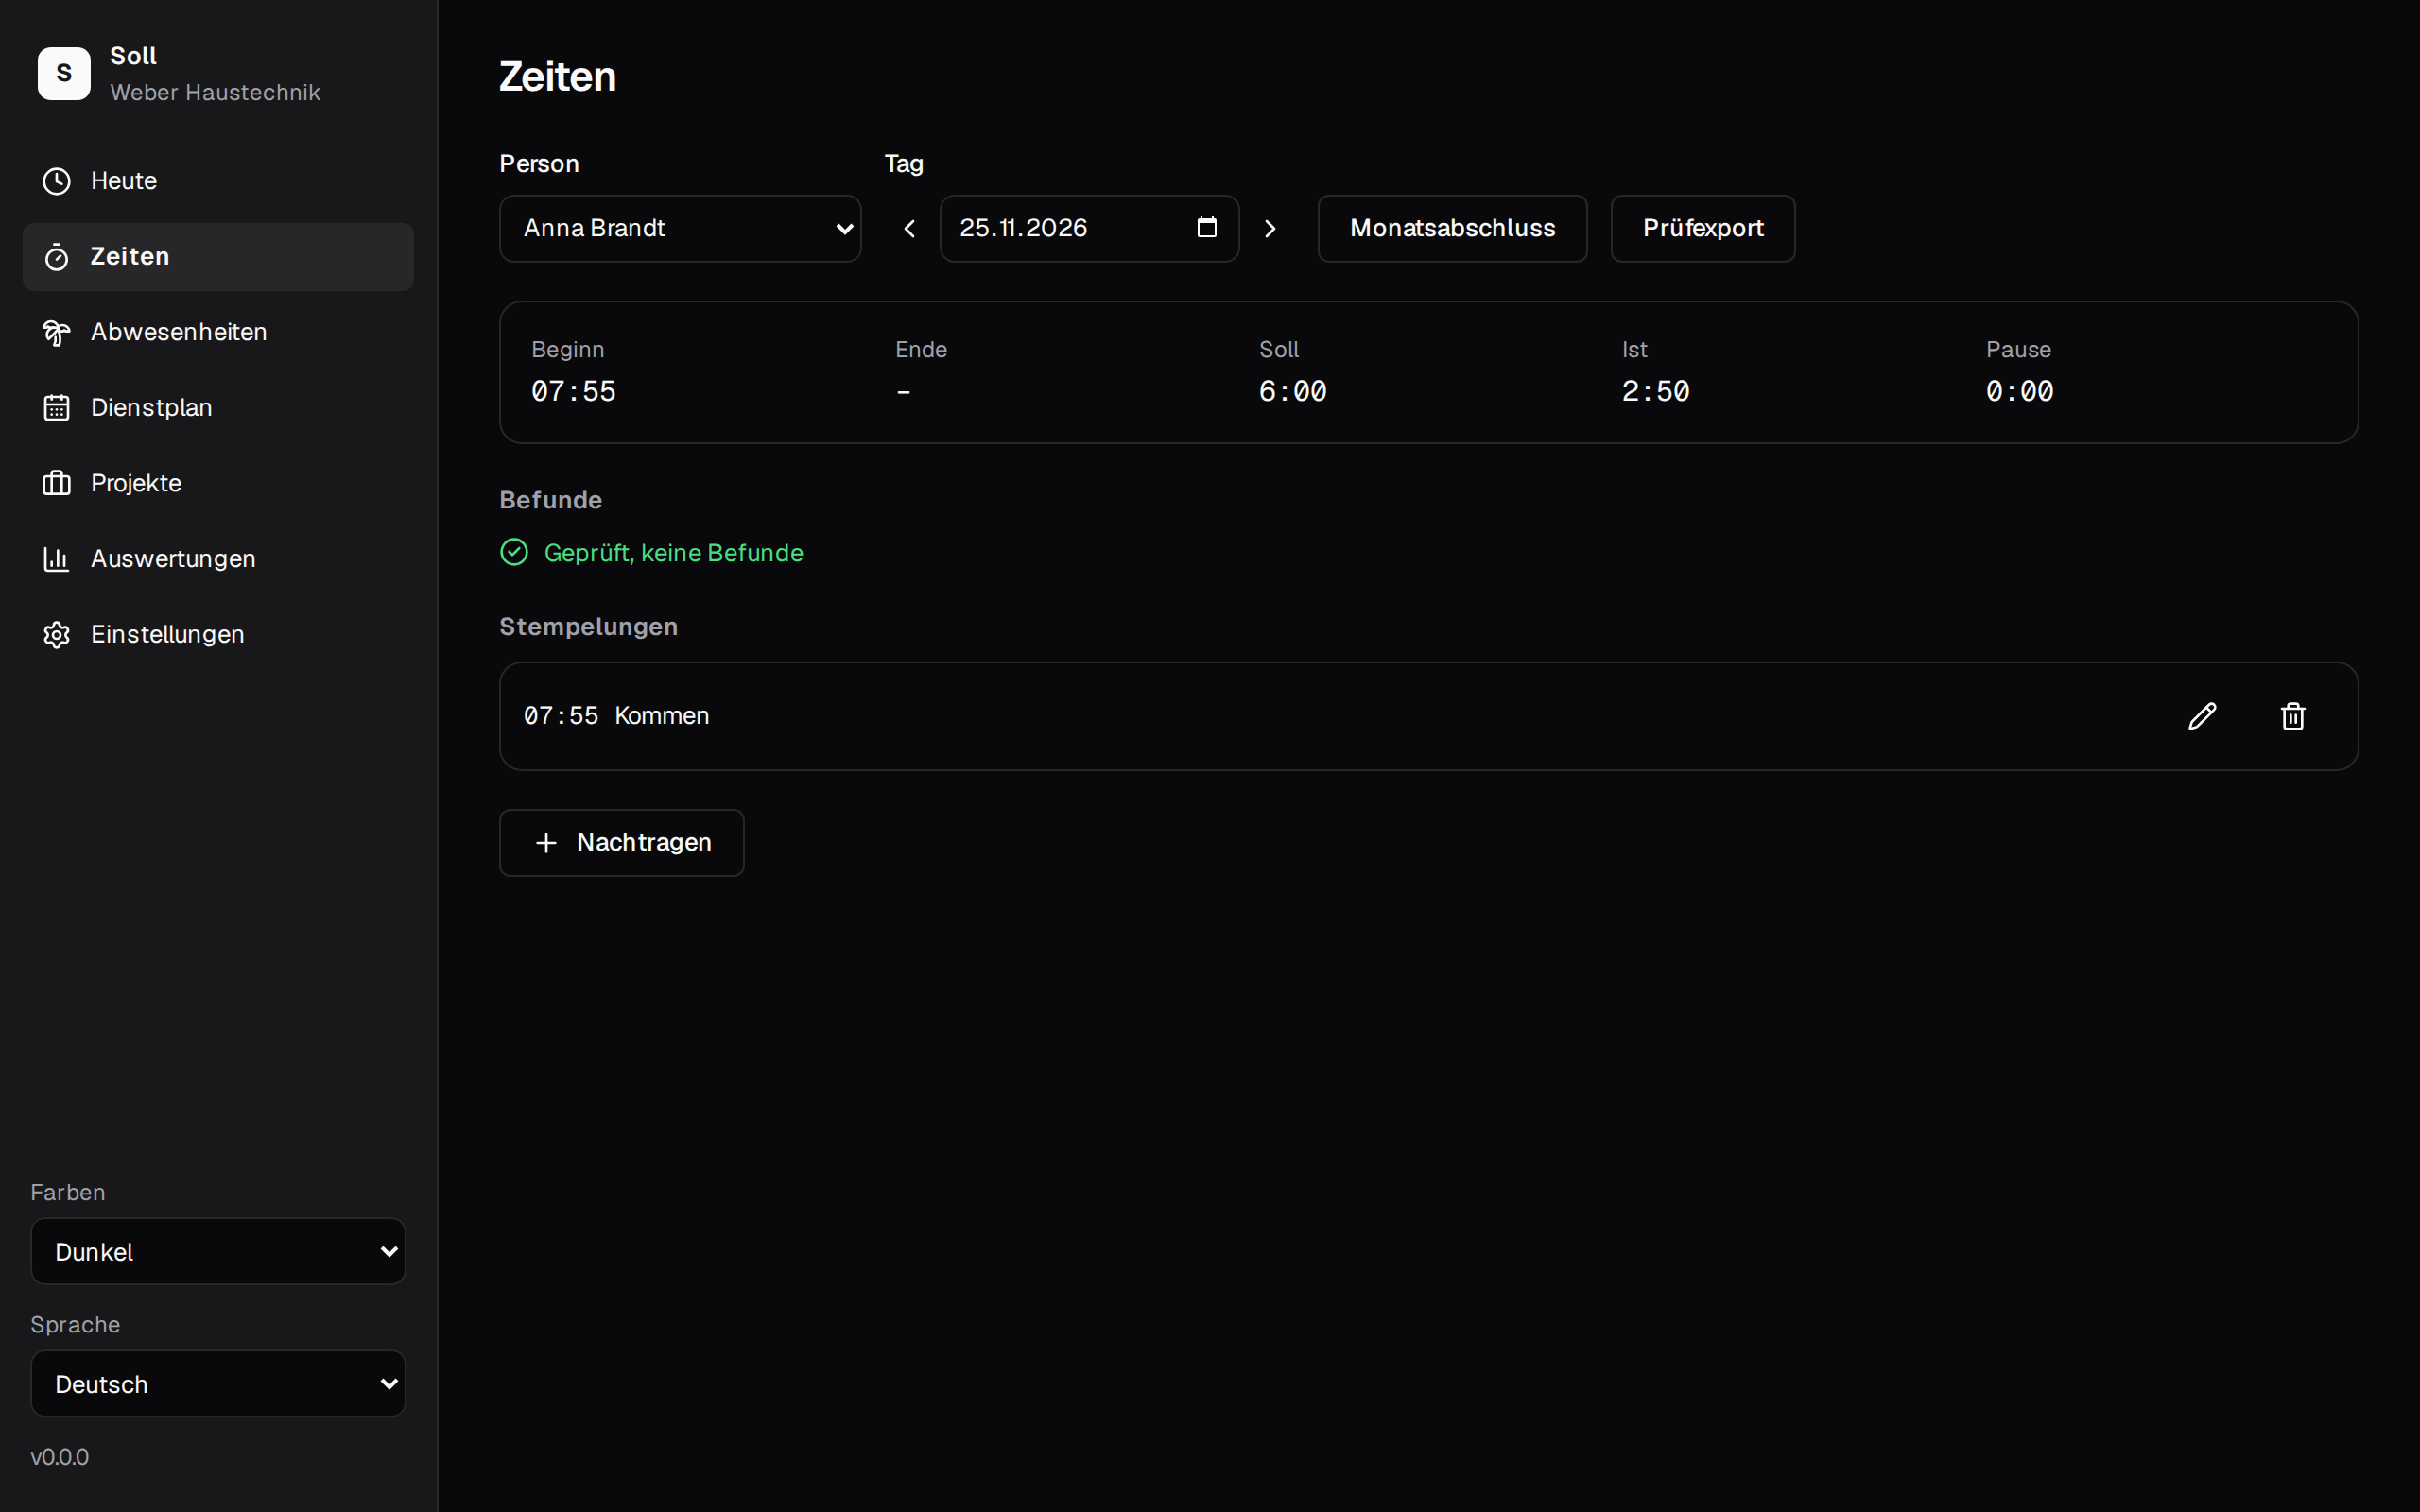 S
Soll
Weber Haustechnik
Heute
Zeiten
Abwesenheiten
Dienstplan
Projekte
Auswertungen
Einstellungen
Farben
Dunkel
Sprache
Deutsch
v0.0.0
Zeiten
Person Tag
Anna Brandt 25.11.2026 Monatsabschluss Prüfexport
Beginn Ende Soll Ist Pause
07:55 - 6:00 2:50 0:00
Befunde
Geprüft, keine Befunde
Stempelungen
07:55 Kommen
Nachtragen